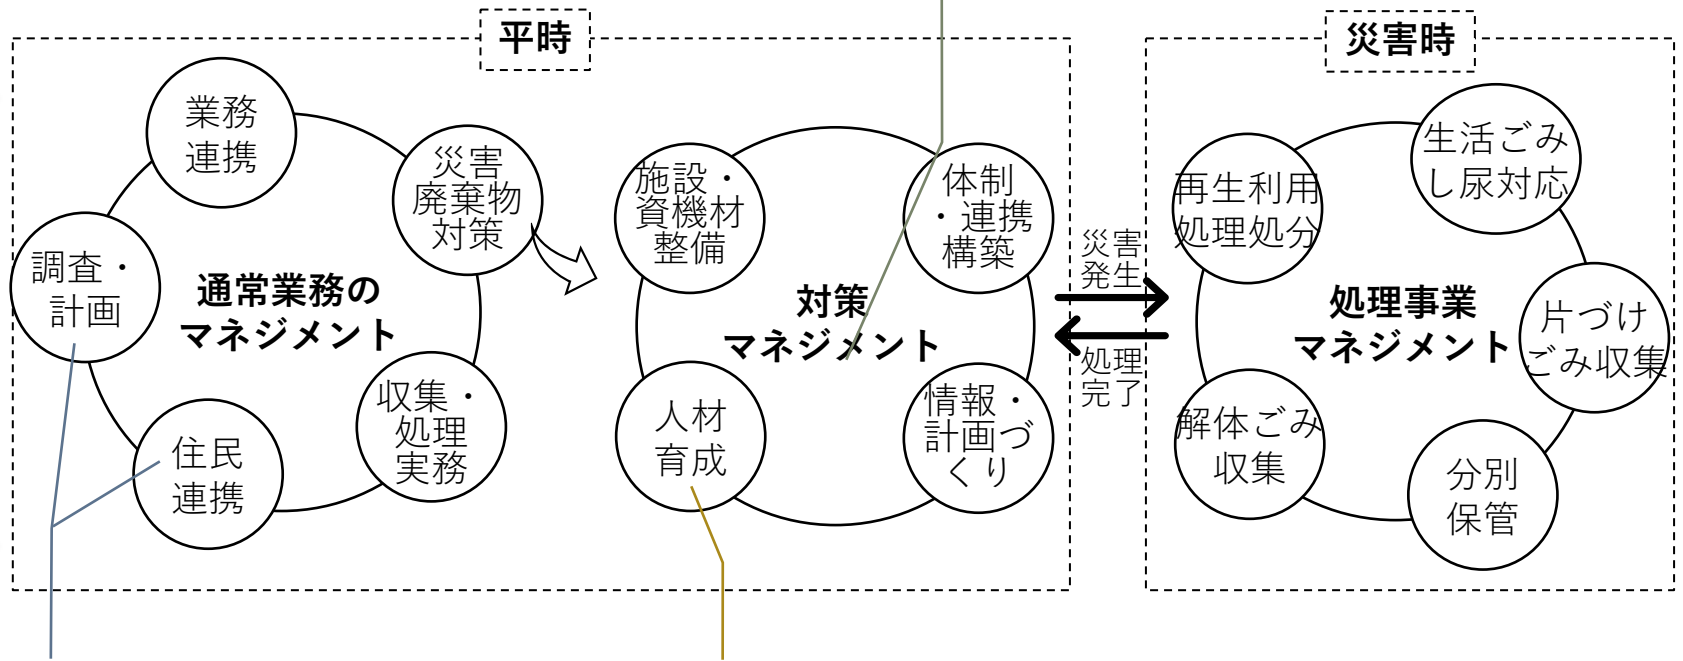 平時
業務
連携
災害
廃棄物
対策
調査・
計画
通常業務の
マネジメント
収集・
処理
実務
住民
連携
施設・
資機材
整備
体制
・連携
構築
対策
マネジメント
人材
育成
情報・
計画づ
くり
災害
発生
処理
完了
災害時
生活ごみ
し尿対応
再生利用
処理処分
処理事業
マネジメント
片づけ
ごみ収集
解体ごみ
収集
分別
保管